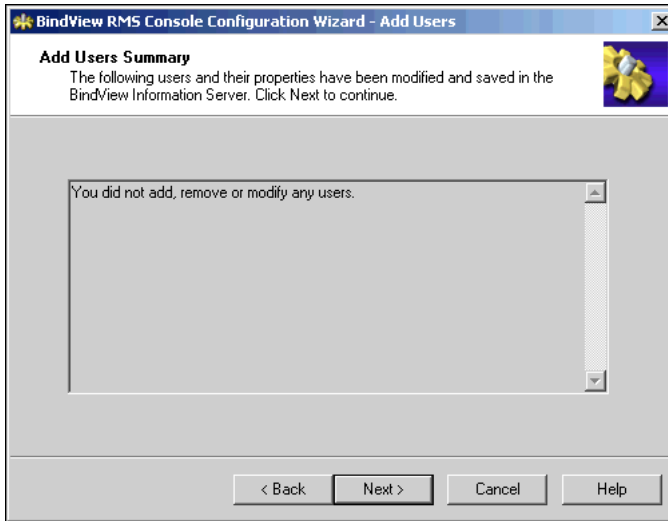 BindView RMS Console Configuration Wizard - Add Users
Add Users Summary
The following users and their properties have been modified and saved in the
BindView Information Server. Click Next to continue.
You did not add, remove or modify any users.
< Back
Next >
Cancel
Help